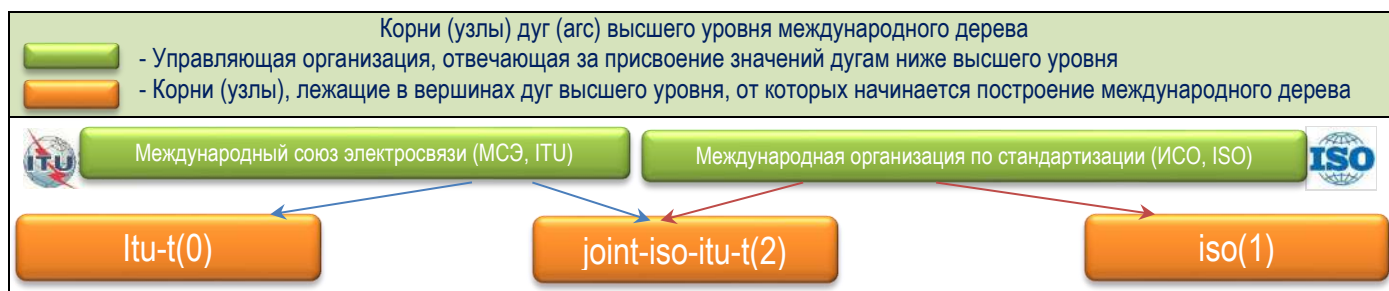 Корни (узлы) дуг (arc) высшего уровня международного дерева
- Управляющая организация, отвечающая за присвоение значений дугам ниже высшего уровня
- Корни (узлы), лежащие в вершинах дуг высшего уровня, от которых начинается построение международного дерева
ITU
Международный союз электросвязи (МСЭ, ITU)
Международная организация по стандартизации (ИСО, ISO)
ISO
Itu-t(0)
joint-iso-itu-t(2)
iso(1)